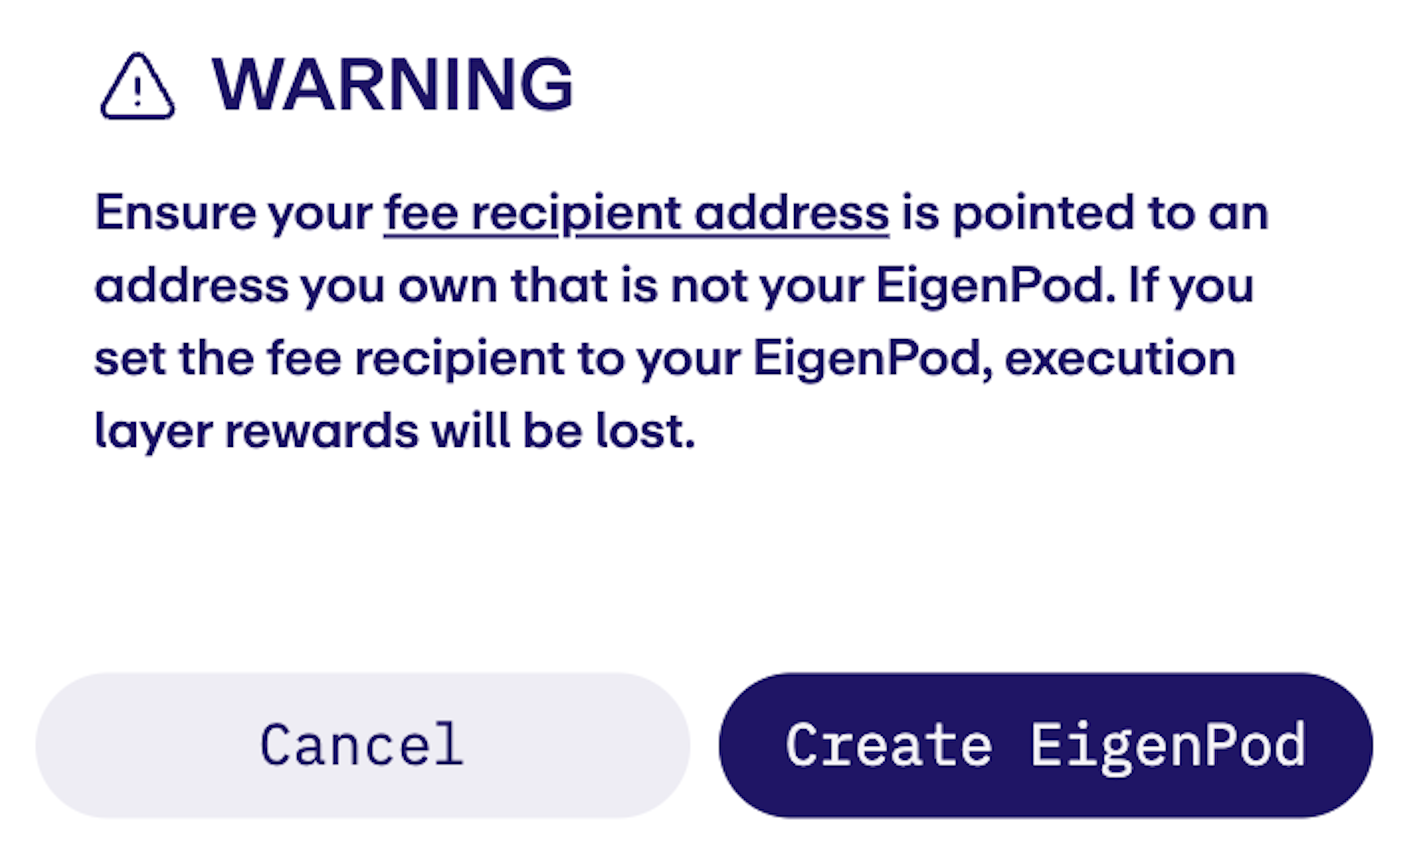 WARNING
Ensure your fee recipient address is pointed to an
address you own that is not your EigenPod. If you
set the fee recipient to your EigenPod, execution
layer rewards will be lost.
Cancel
Create EigenPod